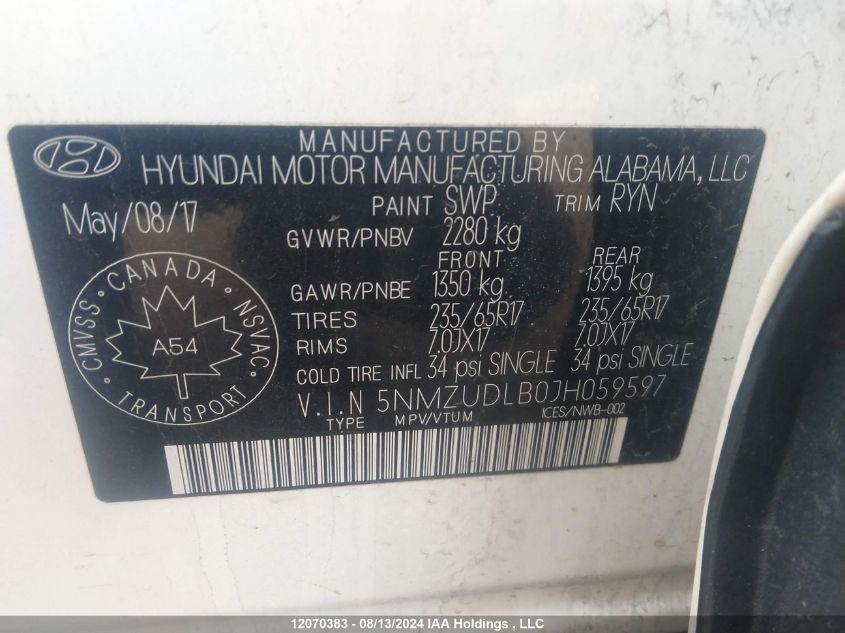 MANUFACTURED BY
HYUNDAI MOTOR MANUFACTURING ALABAMA, LLC
May/08/17
PAINT SWP TRIM RYN
GVWR/PNBV 2280 kg
FRONT REAR
GAWR/PNBE 1350 kg 1395 kg
TIRES 235/65R17 235/65R17
RIMS 7.0JX17 7.0JX17
COLD TIRE INFL 34 psi SINGLE 34 psi SINGLE
V.I.N 5NMZUDLB0JH059597
TYPE MPV/VTUM ICES/NWB-002
CMVSS · CANADA · NSVAC · TRANSPORT ·
A54
12070383 - 08/13/2024 IAA Holdings , LLC